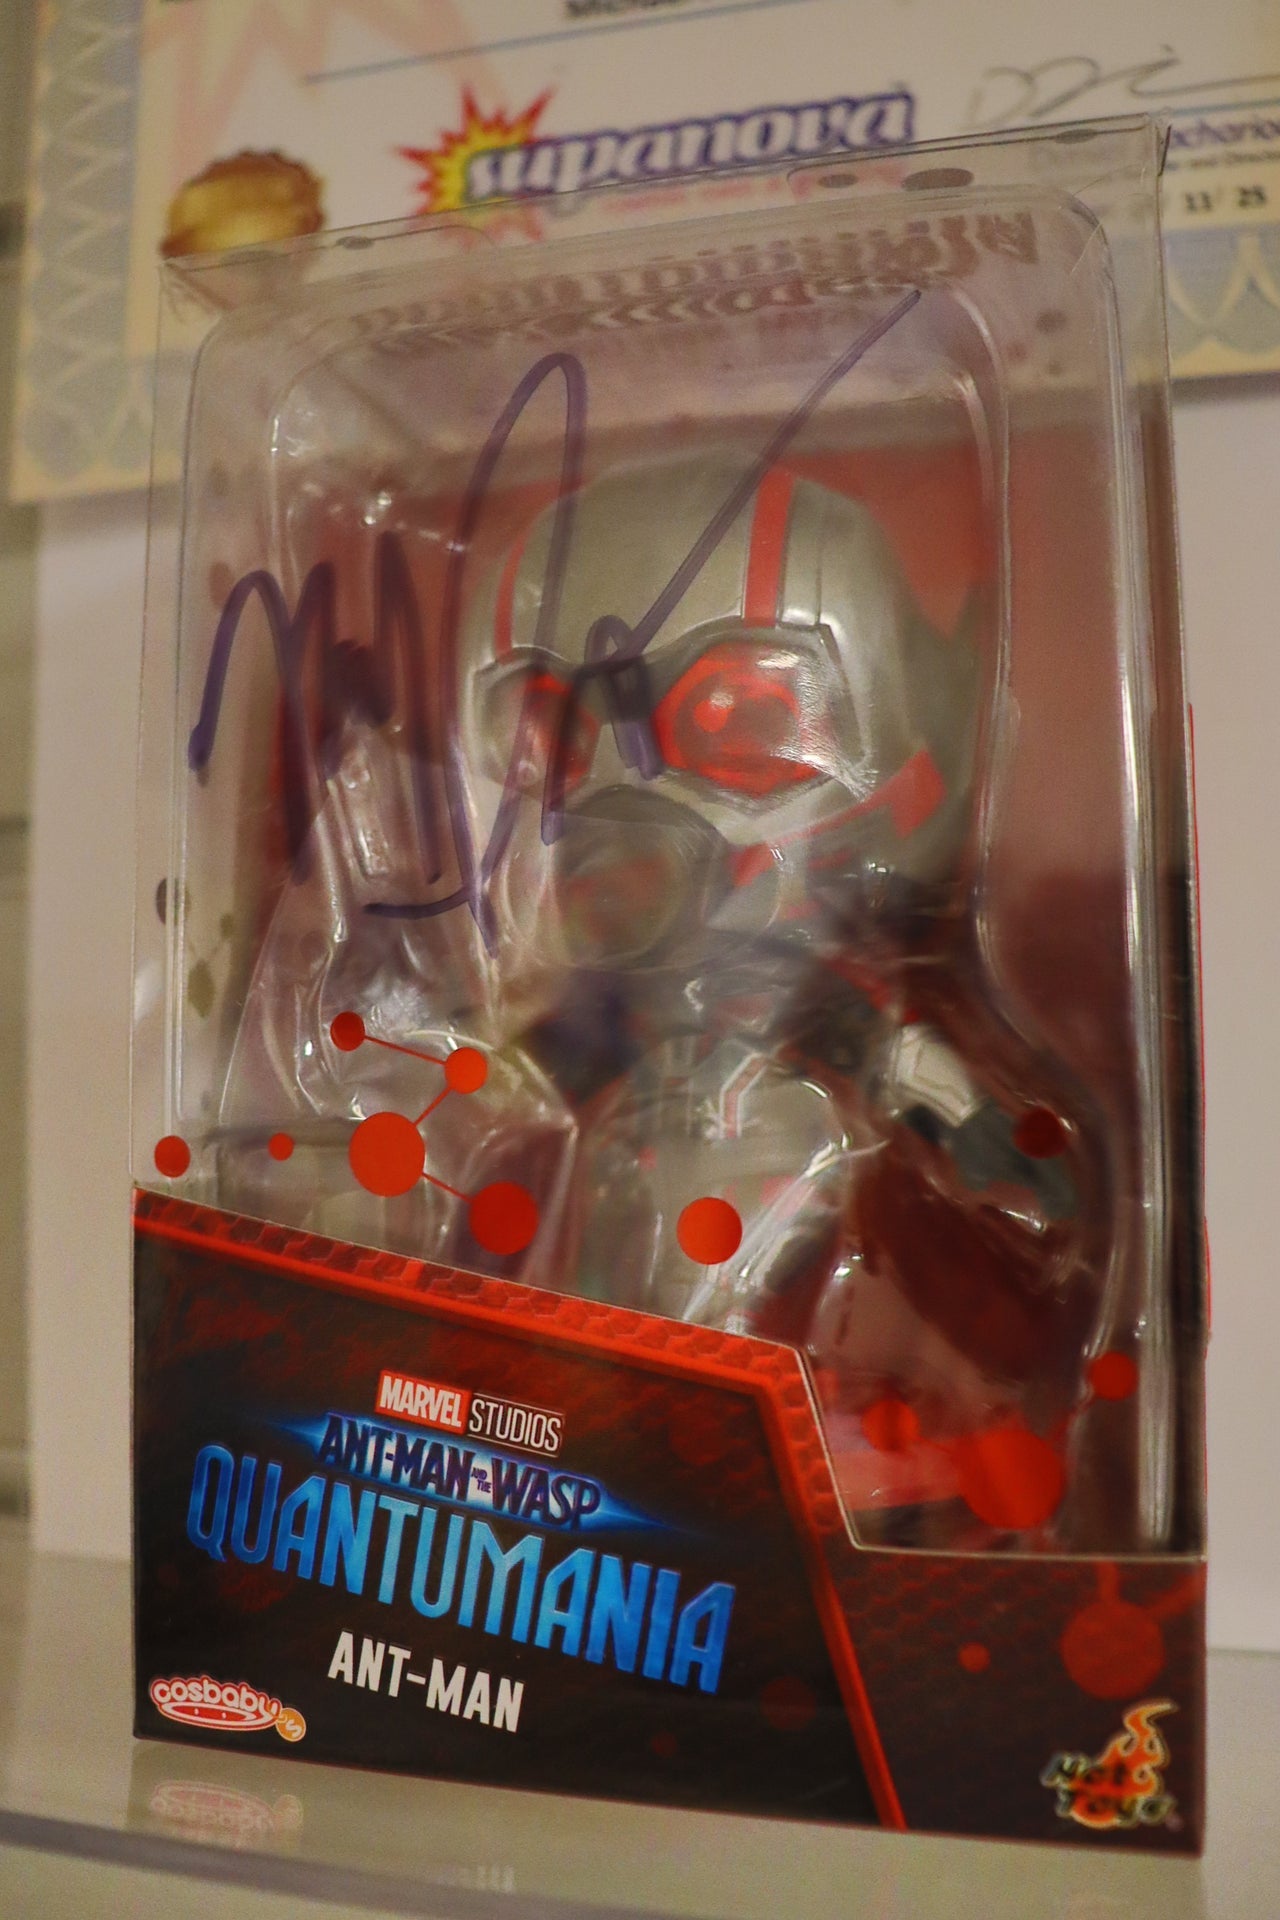 supanova
11 25
MARVEL STUDIOS
ANT-MAN AND THE WASP
QUANTUMANIA
ANT-MAN
cosbaby
Hot
Toys